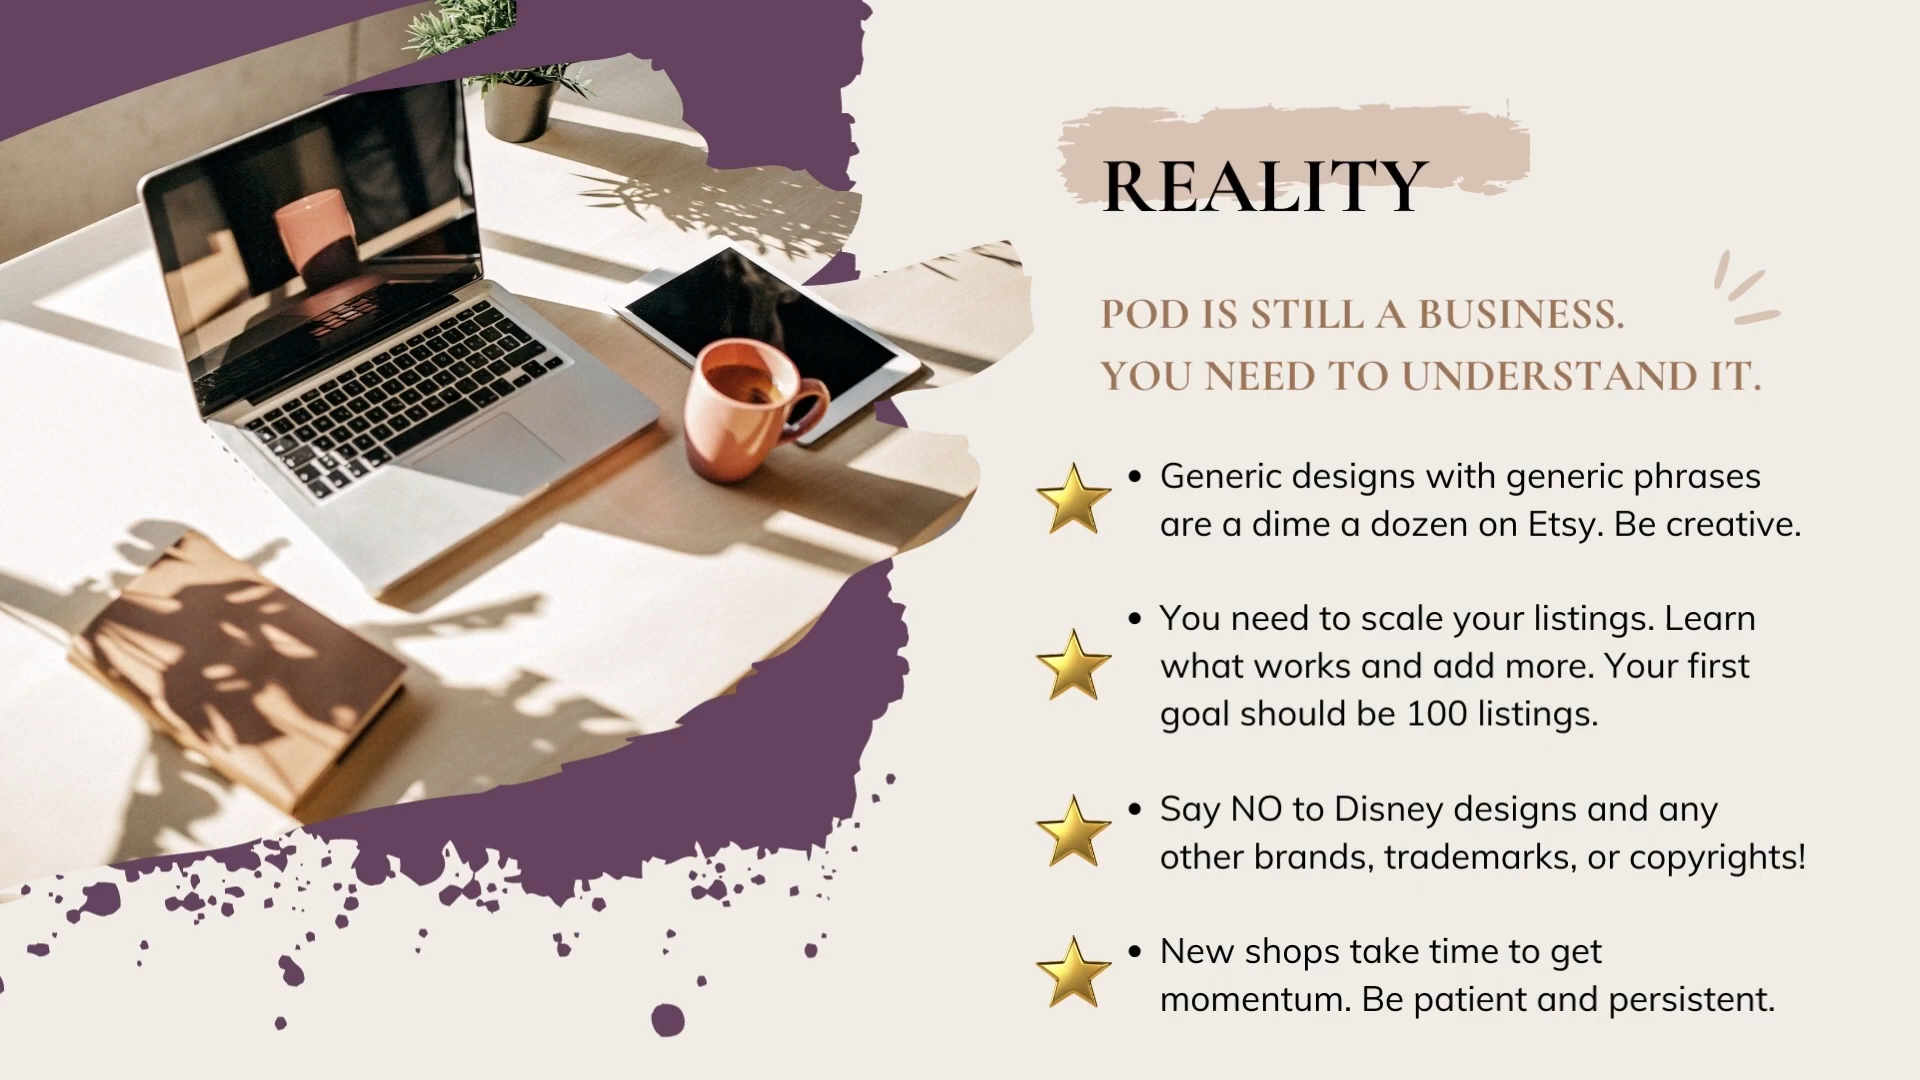 REALITY
POD IS STILL A BUSINESS.
YOU NEED TO UNDERSTAND IT.
• Generic designs with generic phrases
are a dime a dozen on Etsy. Be creative.
• You need to scale your listings. Learn
what works and add more. Your first
goal should be 100 listings.
• Say NO to Disney designs and any
other brands, trademarks, or copyrights!
• New shops take time to get
momentum. Be patient and persistent.